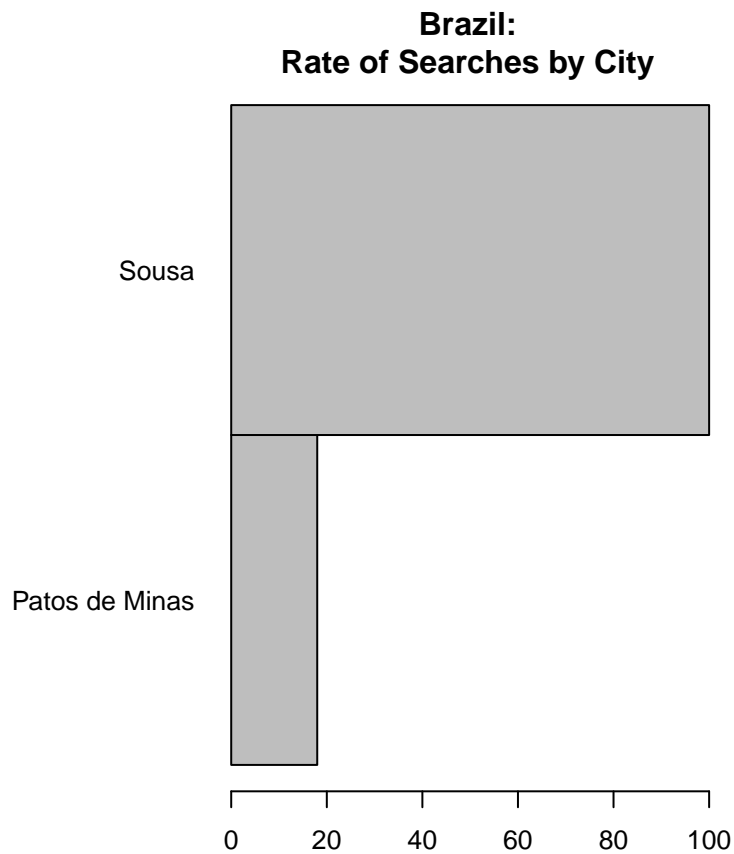 Brazil:
Rate of Searches by City
Sousa
Patos de Minas
0 20 40 60 80 100